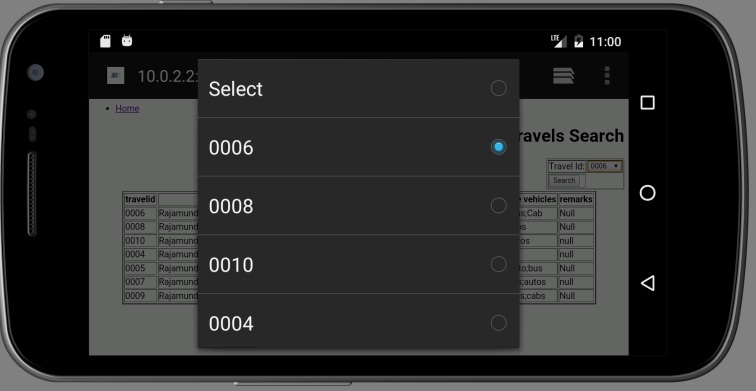 LTE 11:00
10.0.2.2:
Home
Travels Search
Travel Id: 0006
Search
Select
0006
0008
0010
0004
travelid vehicles remarks
0006 Rajamund s,Cab Null
0008 Rajamund os Null
0010 Rajamund os null
0004 Rajamund null
0005 Rajamund to;bus Null
0007 Rajamund s;autos null
0009 Rajamund s;cabs Null